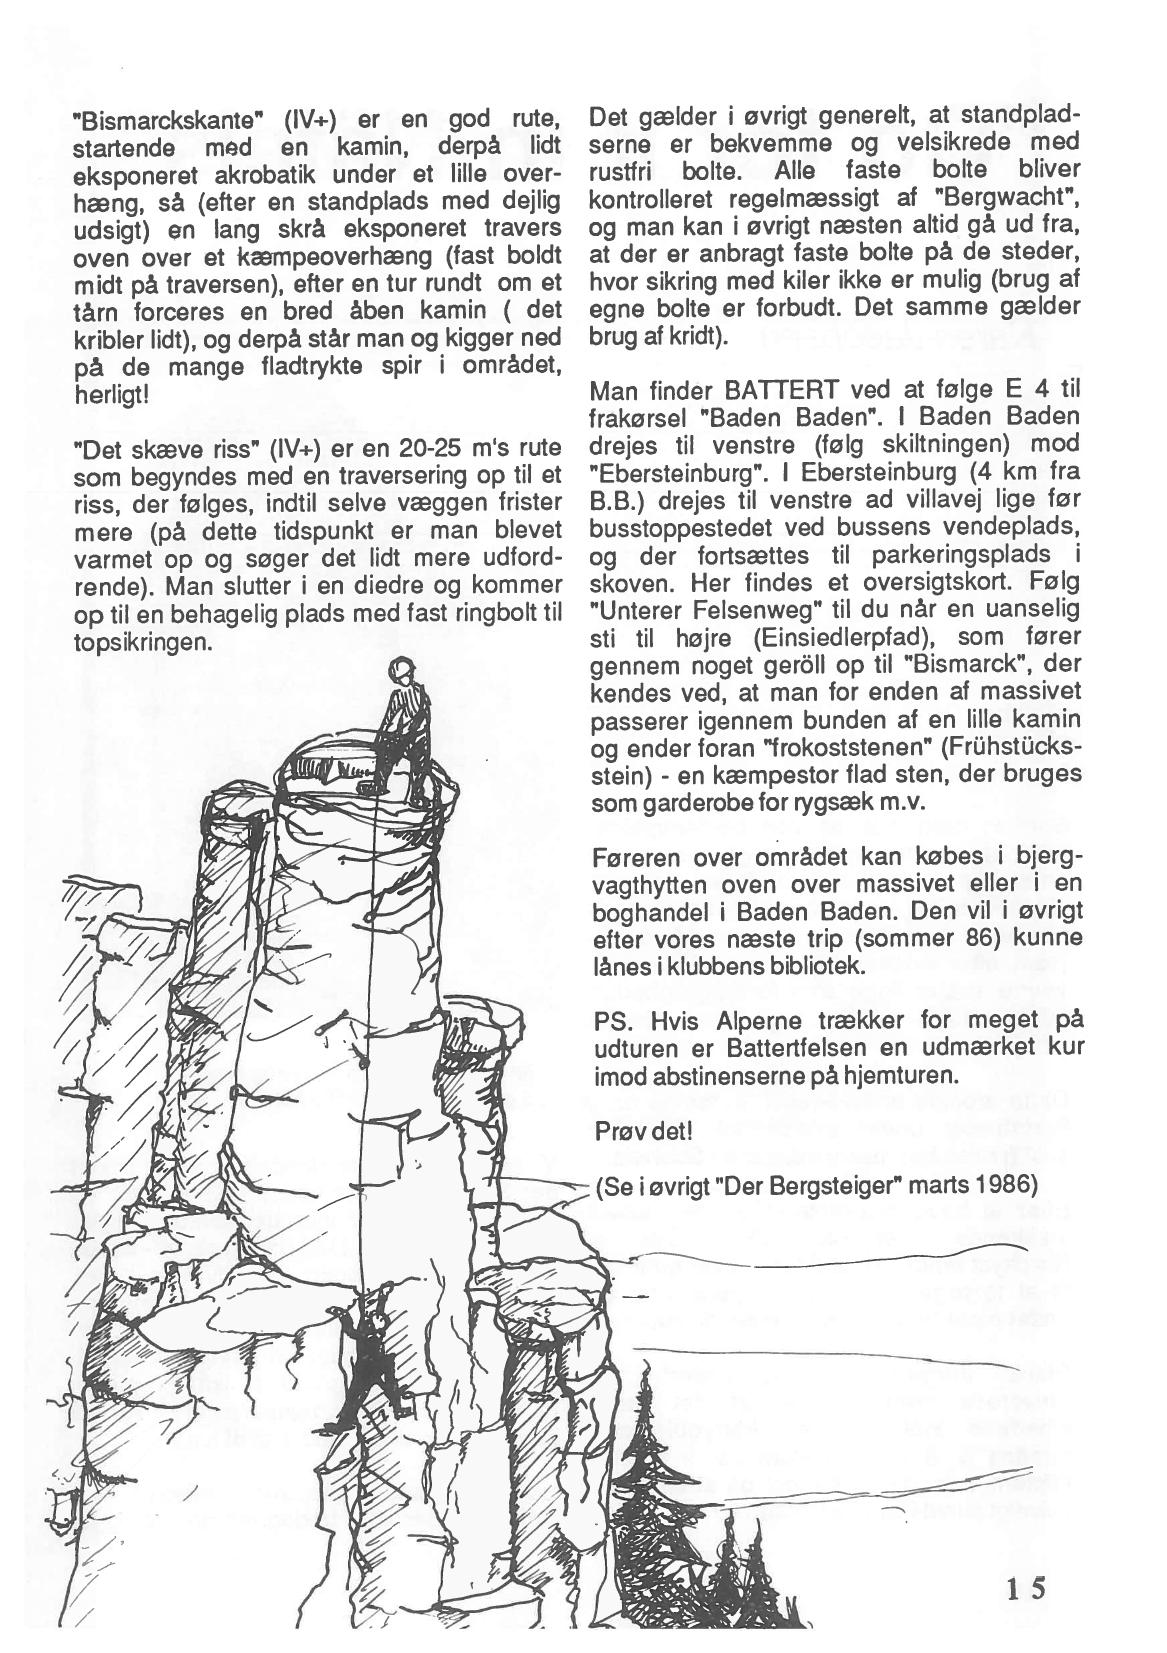 "Bismarckskante" (IV+) er en god rute,
startende med en kamin, derpå lidt
eksponeret akrobatik under et lille over-
hæng, så (efter en standplads med dejlig
udsigt) en lang skrå eksponeret travers
oven over et kæmpeoverhæng (fast boldt
midt på traversen), efter en tur rundt om et
tårn forceres en bred åben kamin ( det
kribler lidt), og derpå står man og kigger ned
på de mange fladtrykte spir i området,
herligt!
"Det skæve riss" (IV+) er en 20-25 m's rute
som begyndes med en traversering op til et
riss, der følges, indtil selve væggen frister
mere (på dette tidspunkt er man blevet
varmet op og søger det lidt mere udford-
rende). Man slutter i en diedre og kommer
op til en behagelig plads med fast ringbolt til
topsikringen.
Det gælder i øvrigt generelt, at standplad-
serne er bekvemme og velsikrede med
rustfri bolte. Alle faste bolte bliver
kontrolleret regelmæssigt af "Bergwacht",
og man kan i øvrigt næsten altid gå ud fra,
at der er anbragt faste bolte på de steder,
hvor sikring med kiler ikke er mulig (brug af
egne bolte er forbudt. Det samme gælder
brug af kridt).
Man finder BATTERT ved at følge E 4 til
frakørsel "Baden Baden". I Baden Baden
drejes til venstre (følg skiltningen) mod
"Ebersteinburg". I Ebersteinburg (4 km fra
B.B.) drejes til venstre ad villavej lige før
busstoppestedet ved bussens vendeplads,
og der fortsættes til parkeringsplads i
skoven. Her findes et oversigtskort. Følg
"Unterer Felsenweg" til du når en uanselig
sti til højre (Einsiedlerpfad), som fører
gennem noget geröll op til "Bismarck", der
kendes ved, at man for enden af massivet
passerer igennem bunden af en lille kamin
og ender foran "frokoststenen" (Frühstücks-
stein) - en kæmpestor flad sten, der bruges
som garderobe for rygsæk m.v.
Føreren over området kan købes i bjerg-
vagthytten oven over massivet eller i en
boghandel i Baden Baden. Den vil i øvrigt
efter vores næste trip (sommer 86) kunne
lånes i klubbens bibliotek.
PS. Hvis Alperne trækker for meget på
udturen er Battertfelsen en udmærket kur
imod abstinenserne på hjemturen.
Prøv det!
(Se i øvrigt "Der Bergsteiger" marts 1986)
15